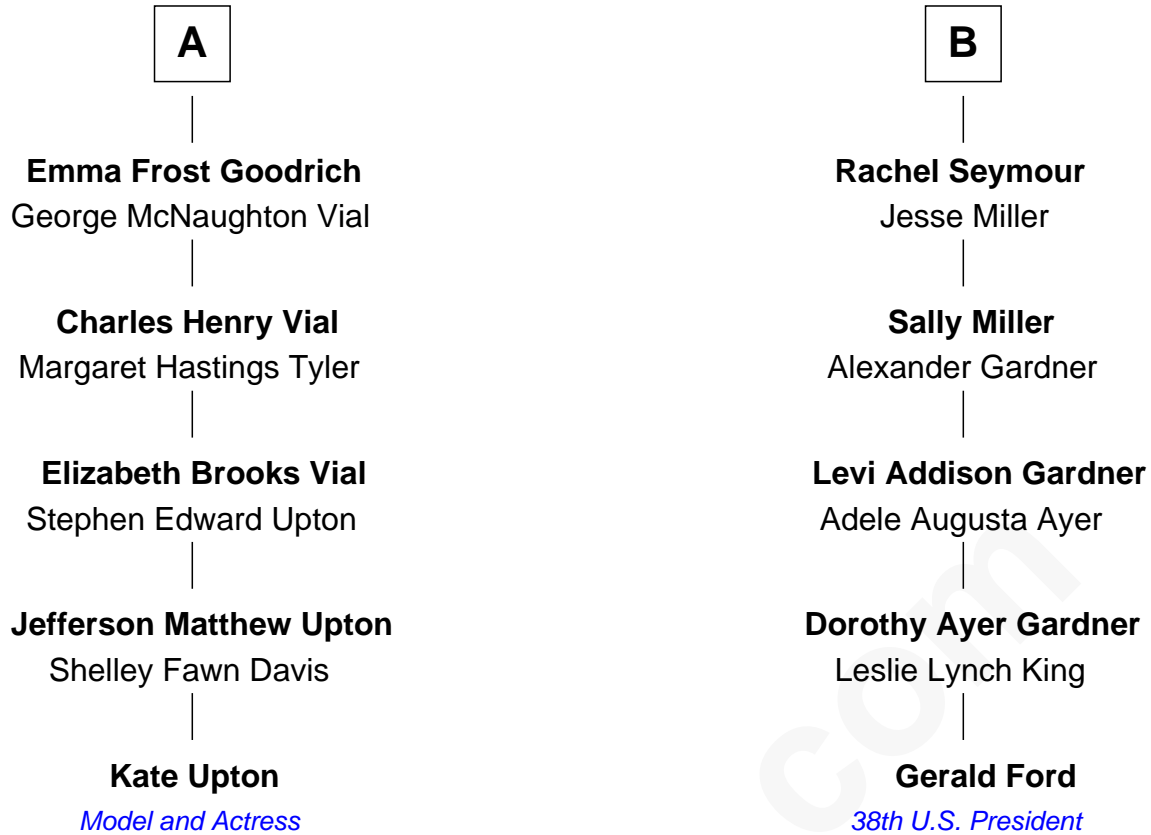 A
Emma Frost Goodrich
George McNaughton Vial
Charles Henry Vial
Margaret Hastings Tyler
Elizabeth Brooks Vial
Stephen Edward Upton
Jefferson Matthew Upton
Shelley Fawn Davis
Kate Upton
Model and Actress
B
Rachel Seymour
Jesse Miller
Sally Miller
Alexander Gardner
Levi Addison Gardner
Adele Augusta Ayer
Dorothy Ayer Gardner
Leslie Lynch King
Gerald Ford
38th U.S. President
com